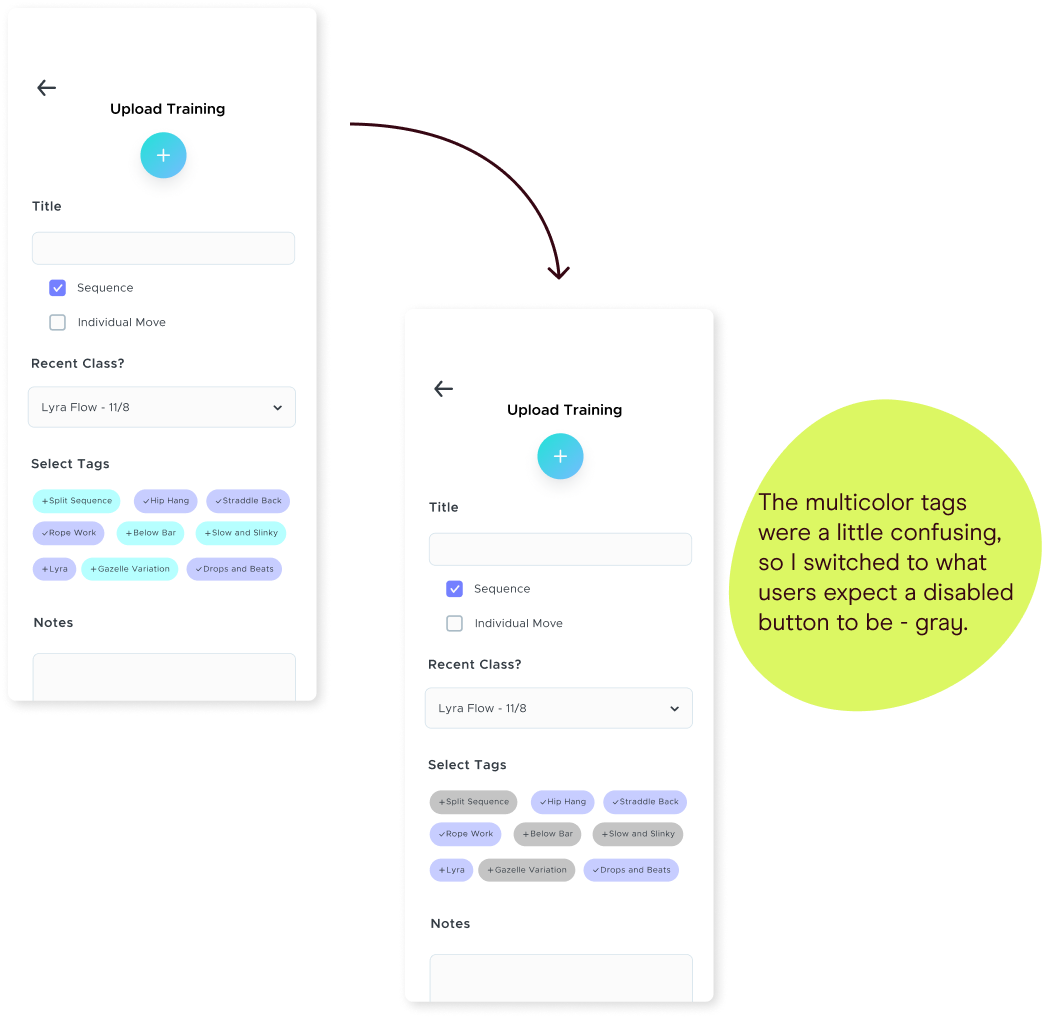 Upload Training
+
Title
Sequence
Individual Move
Recent Class?
Lyra Flow - 11/8
Select Tags
+Split Sequence ✓Hip Hang ✓Straddle Back
✓Rope Work +Below Bar +Slow and Slinky
+Lyra +Gazelle Variation ✓Drops and Beats
Notes
Upload Training
+
Title
Sequence
Individual Move
Recent Class?
Lyra Flow - 11/8
Select Tags
+Split Sequence ✓Hip Hang ✓Straddle Back
✓Rope Work +Below Bar +Slow and Slinky
+Lyra +Gazelle Variation ✓Drops and Beats
Notes
The multicolor tags
were a little confusing,
so I switched to what
users expect a disabled
button to be - gray.